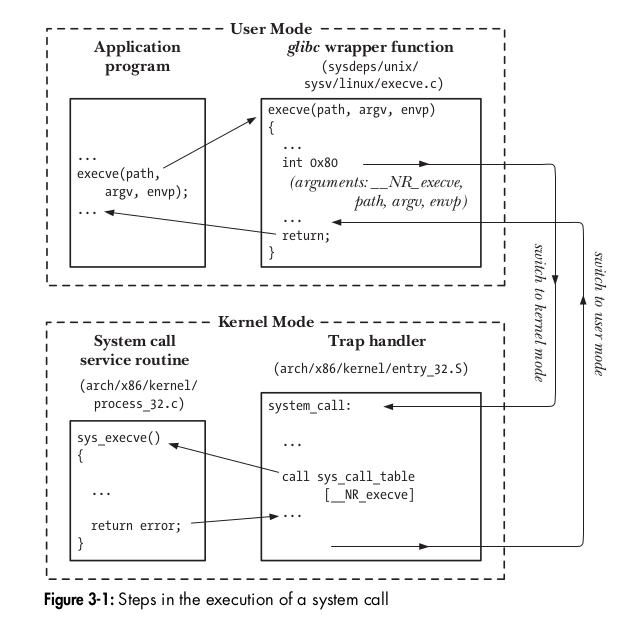 User Mode
Application
program
glibc wrapper function
(sysdeps/unix/
sysv/linux/execve.c)
...
execve(path,
argv, envp);
...
execve(path, argv, envp)
{
...
int 0x80
(arguments: __NR_execve,
path, argv, envp)
...
return;
}
switch to kernel mode
switch to user mode
Kernel Mode
System call
service routine
(arch/x86/kernel/
process_32.c)
Trap handler
(arch/x86/kernel/entry_32.S)
sys_execve()
{
...
return error;
}
system_call:
...
call sys_call_table
[__NR_execve]
...
Figure 3-1: Steps in the execution of a system call